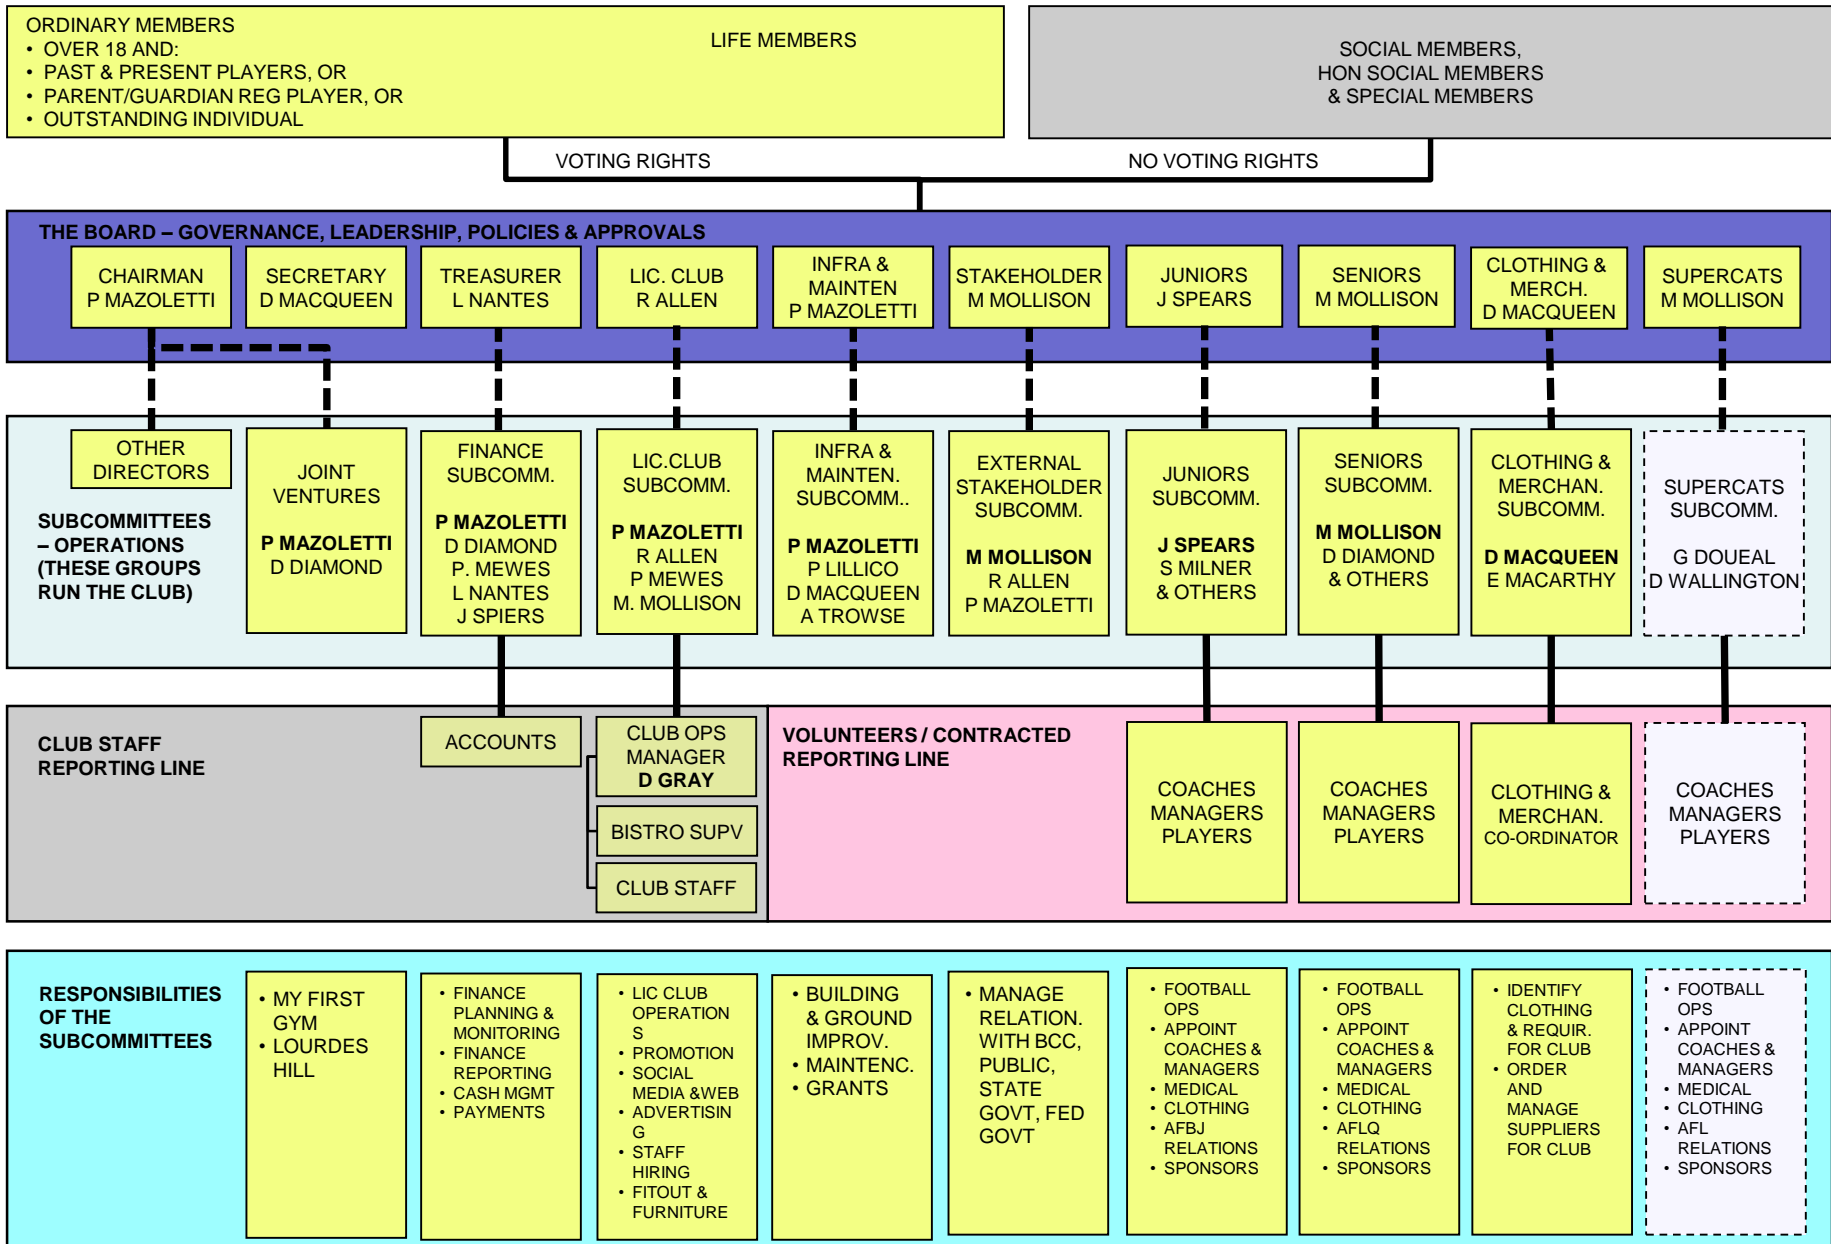 ORDINARY MEMBERS
• OVER 18 AND:
• PAST & PRESENT PLAYERS, OR
• PARENT/GUARDIAN REG PLAYER, OR
• OUTSTANDING INDIVIDUAL
LIFE MEMBERS
SOCIAL MEMBERS,
HON SOCIAL MEMBERS
& SPECIAL MEMBERS
VOTING RIGHTS
NO VOTING RIGHTS
THE BOARD – GOVERNANCE, LEADERSHIP, POLICIES & APPROVALS
CHAIRMAN
P MAZOLETTI
SECRETARY
D MACQUEEN
TREASURER
L NANTES
LIC. CLUB
R ALLEN
INFRA &
MAINTEN
P MAZOLETTI
STAKEHOLDER
M MOLLISON
JUNIORS
J SPEARS
SENIORS
M MOLLISON
CLOTHING &
MERCH.
D MACQUEEN
SUPERCATS
M MOLLISON
SUBCOMMITTEES
– OPERATIONS
(THESE GROUPS
RUN THE CLUB)
OTHER
DIRECTORS
JOINT
VENTURES
P MAZOLETTI
D DIAMOND
FINANCE
SUBCOMM.
P MAZOLETTI
D DIAMOND
P. MEWES
L NANTES
J SPIERS
LIC.CLUB
SUBCOMM.
P MAZOLETTI
R ALLEN
P MEWES
M. MOLLISON
INFRA &
MAINTEN.
SUBCOMM..
P MAZOLETTI
P LILLICO
D MACQUEEN
A TROWSE
EXTERNAL
STAKEHOLDER
SUBCOMM.
M MOLLISON
R ALLEN
P MAZOLETTI
JUNIORS
SUBCOMM.
J SPEARS
S MILNER
& OTHERS
SENIORS
SUBCOMM.
M MOLLISON
D DIAMOND
& OTHERS
CLOTHING &
MERCHAN.
SUBCOMM.
D MACQUEEN
E MACARTHY
SUPERCATS
SUBCOMM.
G DOUEAL
D WALLINGTON
CLUB STAFF
REPORTING LINE
ACCOUNTS
CLUB OPS
MANAGER
D GRAY
BISTRO SUPV
CLUB STAFF
VOLUNTEERS / CONTRACTED
REPORTING LINE
COACHES
MANAGERS
PLAYERS
COACHES
MANAGERS
PLAYERS
CLOTHING &
MERCHAN.
CO-ORDINATOR
COACHES
MANAGERS
PLAYERS
RESPONSIBILITIES
OF THE
SUBCOMMITTEES
• MY FIRST
GYM
• LOURDES
HILL
• FINANCE
PLANNING &
MONITORING
• FINANCE
REPORTING
• CASH MGMT
• PAYMENTS
• LIC CLUB
OPERATION
S
• PROMOTION
• SOCIAL
MEDIA &WEB
• ADVERTISIN
G
• STAFF
HIRING
• FITOUT &
FURNITURE
• BUILDING
& GROUND
IMPROV.
• MAINTENC.
• GRANTS
• MANAGE
RELATION.
WITH BCC,
PUBLIC,
STATE
GOVT, FED
GOVT
• FOOTBALL
OPS
• APPOINT
COACHES &
MANAGERS
• MEDICAL
• CLOTHING
• AFBJ
RELATIONS
• SPONSORS
• FOOTBALL
OPS
• APPOINT
COACHES &
MANAGERS
• MEDICAL
• CLOTHING
• AFLQ
RELATIONS
• SPONSORS
• IDENTIFY
CLOTHING
& REQUIR.
FOR CLUB
• ORDER
AND
MANAGE
SUPPLIERS
FOR CLUB
• FOOTBALL
OPS
• APPOINT
COACHES &
MANAGERS
• MEDICAL
• CLOTHING
• AFL
RELATIONS
• SPONSORS